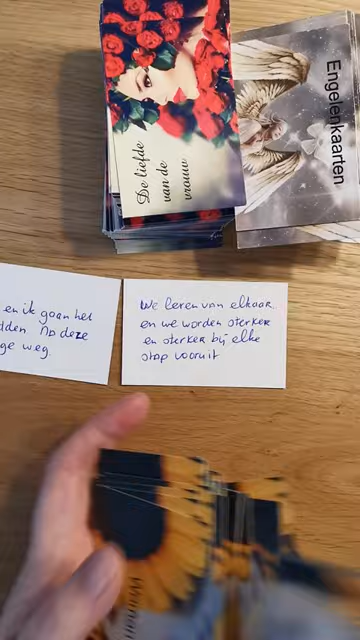 De liefde
van de
vrouw
Engelenkaarten
en ik gaan het
dden na deze
ge weg.
We leren van elkaar
en we worden sterker
en sterker bij elke
stap vooruit